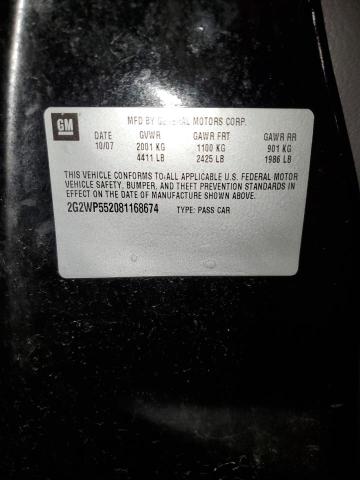 GM
MFD BY GENERAL MOTORS CORP.
DATE GVWR GAWR FRT GAWR RR
10/07 2001 KG 1100 KG 901 KG
4411 LB 2425 LB 1986 LB
THIS VEHICLE CONFORMS TO ALL APPLICABLE U.S. FEDERAL MOTOR
VEHICLE SAFETY, BUMPER, AND THEFT PREVENTION STANDARDS IN
EFFECT ON THE DATE OF MANUFACTURE SHOWN ABOVE.
2G2WP552081168674 TYPE: PASS CAR